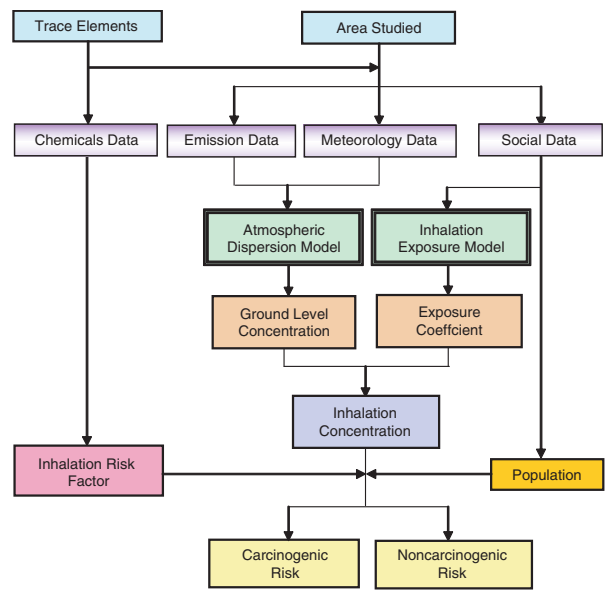 Trace Elements
Area Studied
Chemicals Data
Emission Data
Meteorology Data
Social Data
Atmospheric
Dispersion Model
Inhalation
Exposure Model
Ground Level
Concentration
Exposure
Coeffcient
Inhalation
Concentration
Inhalation Risk
Factor
Population
Carcinogenic
Risk
Noncarcinogenic
Risk